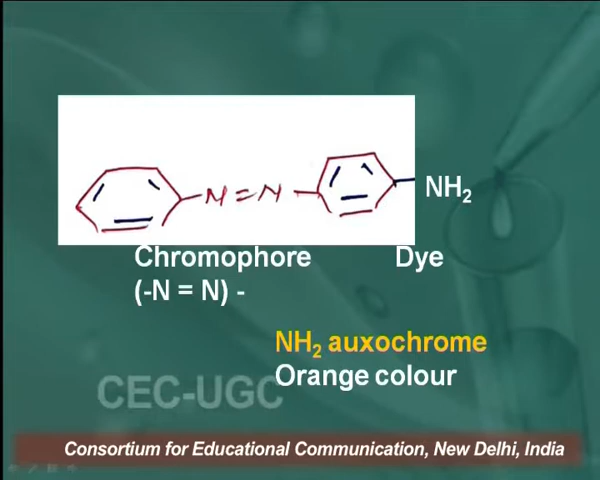 N=N
NH₂
Chromophore Dye
(-N = N) -
NH₂ auxochrome
Orange colour
CEC-UGC
Consortium for Educational Communication, New Delhi, India